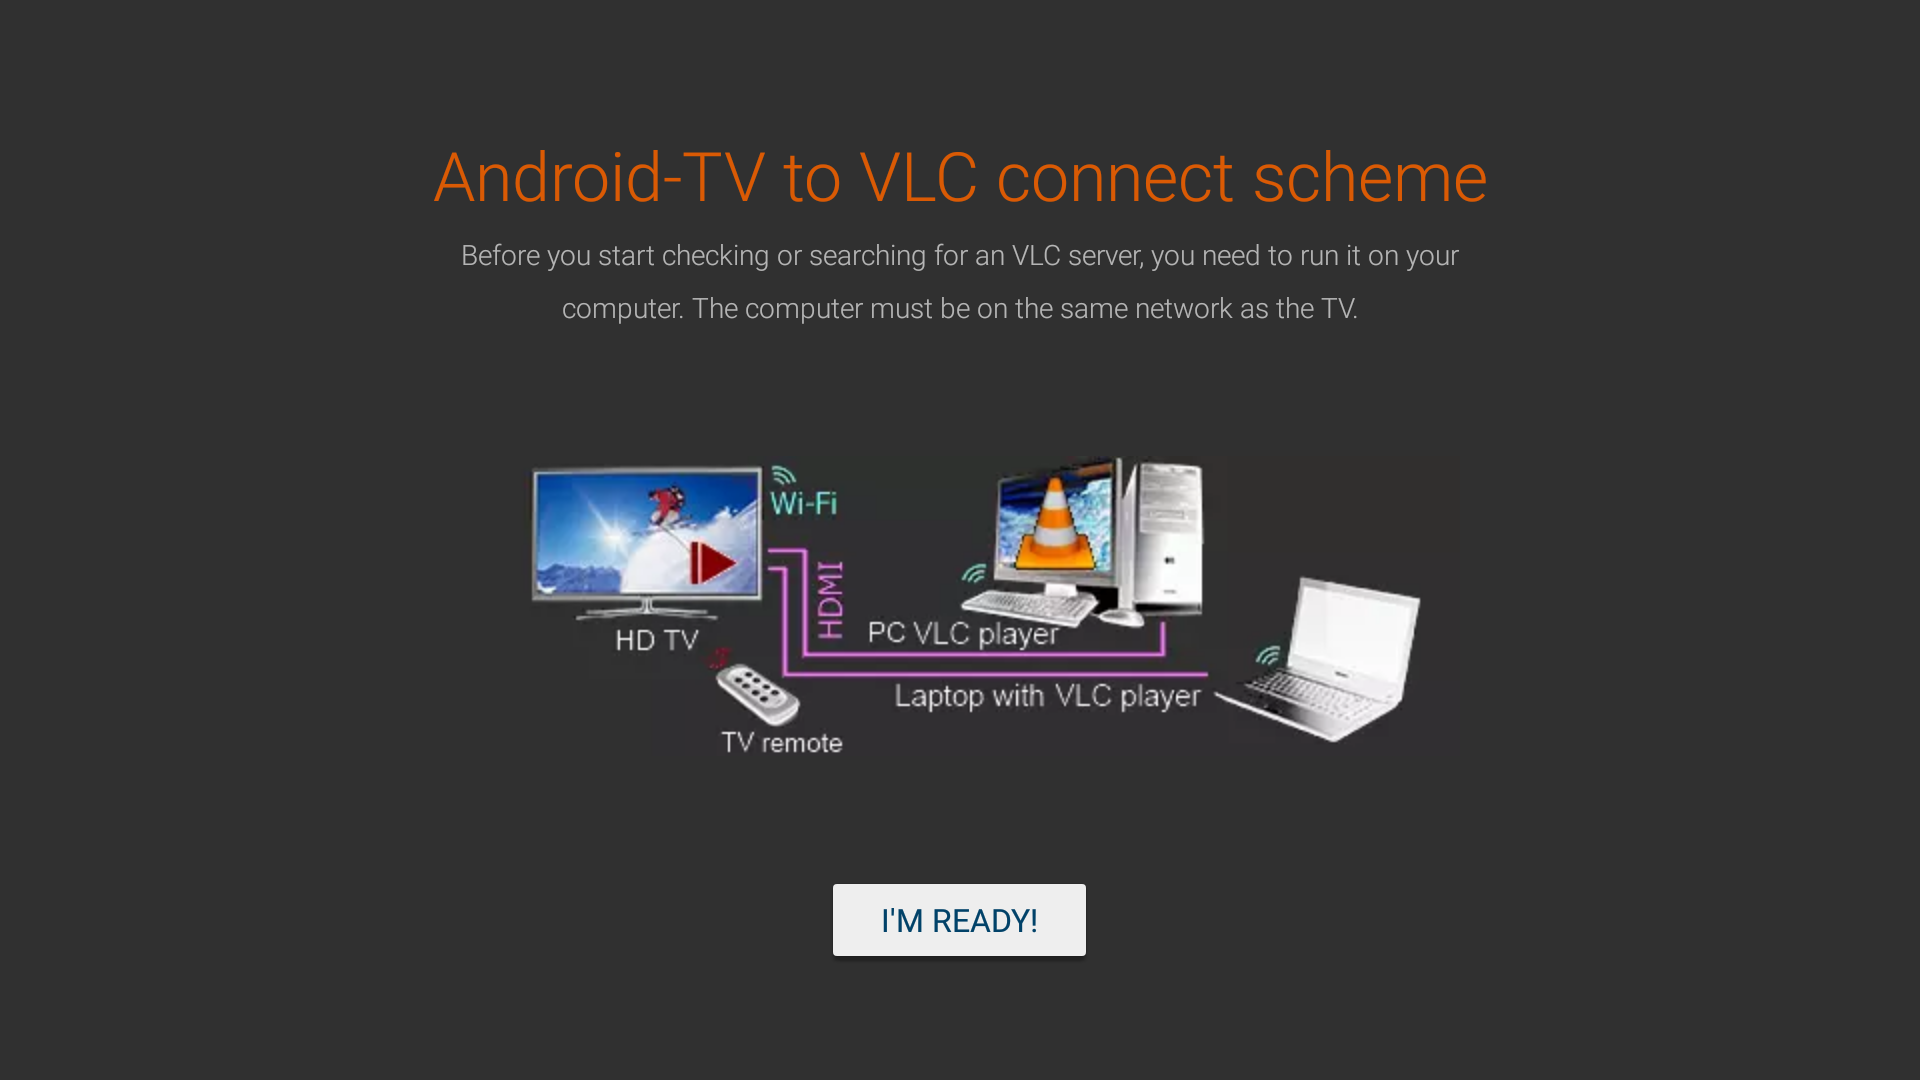 Android-TV to VLC connect scheme
Before you start checking or searching for an VLC server, you need to run it on your
computer. The computer must be on the same network as the TV.
Wi-Fi
HDMI
HD TV
PC VLC player
Laptop with VLC player
TV remote
I'M READY!